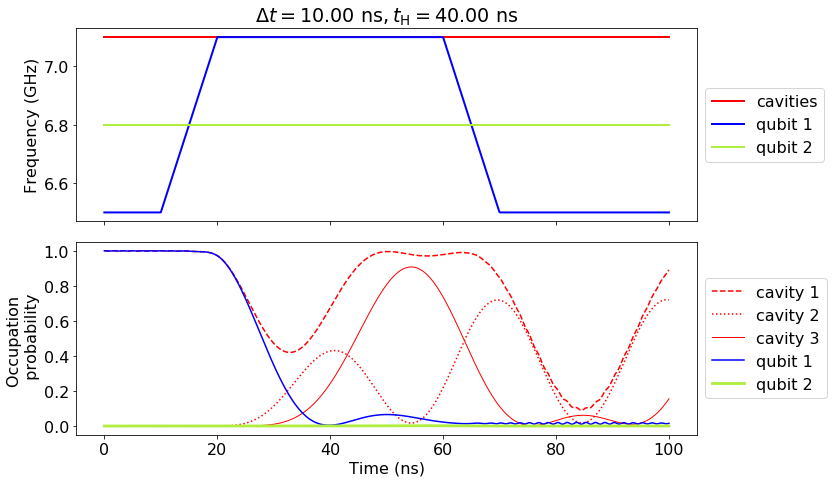 Δt = 10.00 ns, t_H = 40.00 ns
Frequency (GHz)
7.0
6.8
6.6
cavities
qubit 1
qubit 2
Occupation
probability
1.0
0.8
0.6
0.4
0.2
0.0
0
20
40
60
80
100
Time (ns)
cavity 1
cavity 2
cavity 3
qubit 1
qubit 2